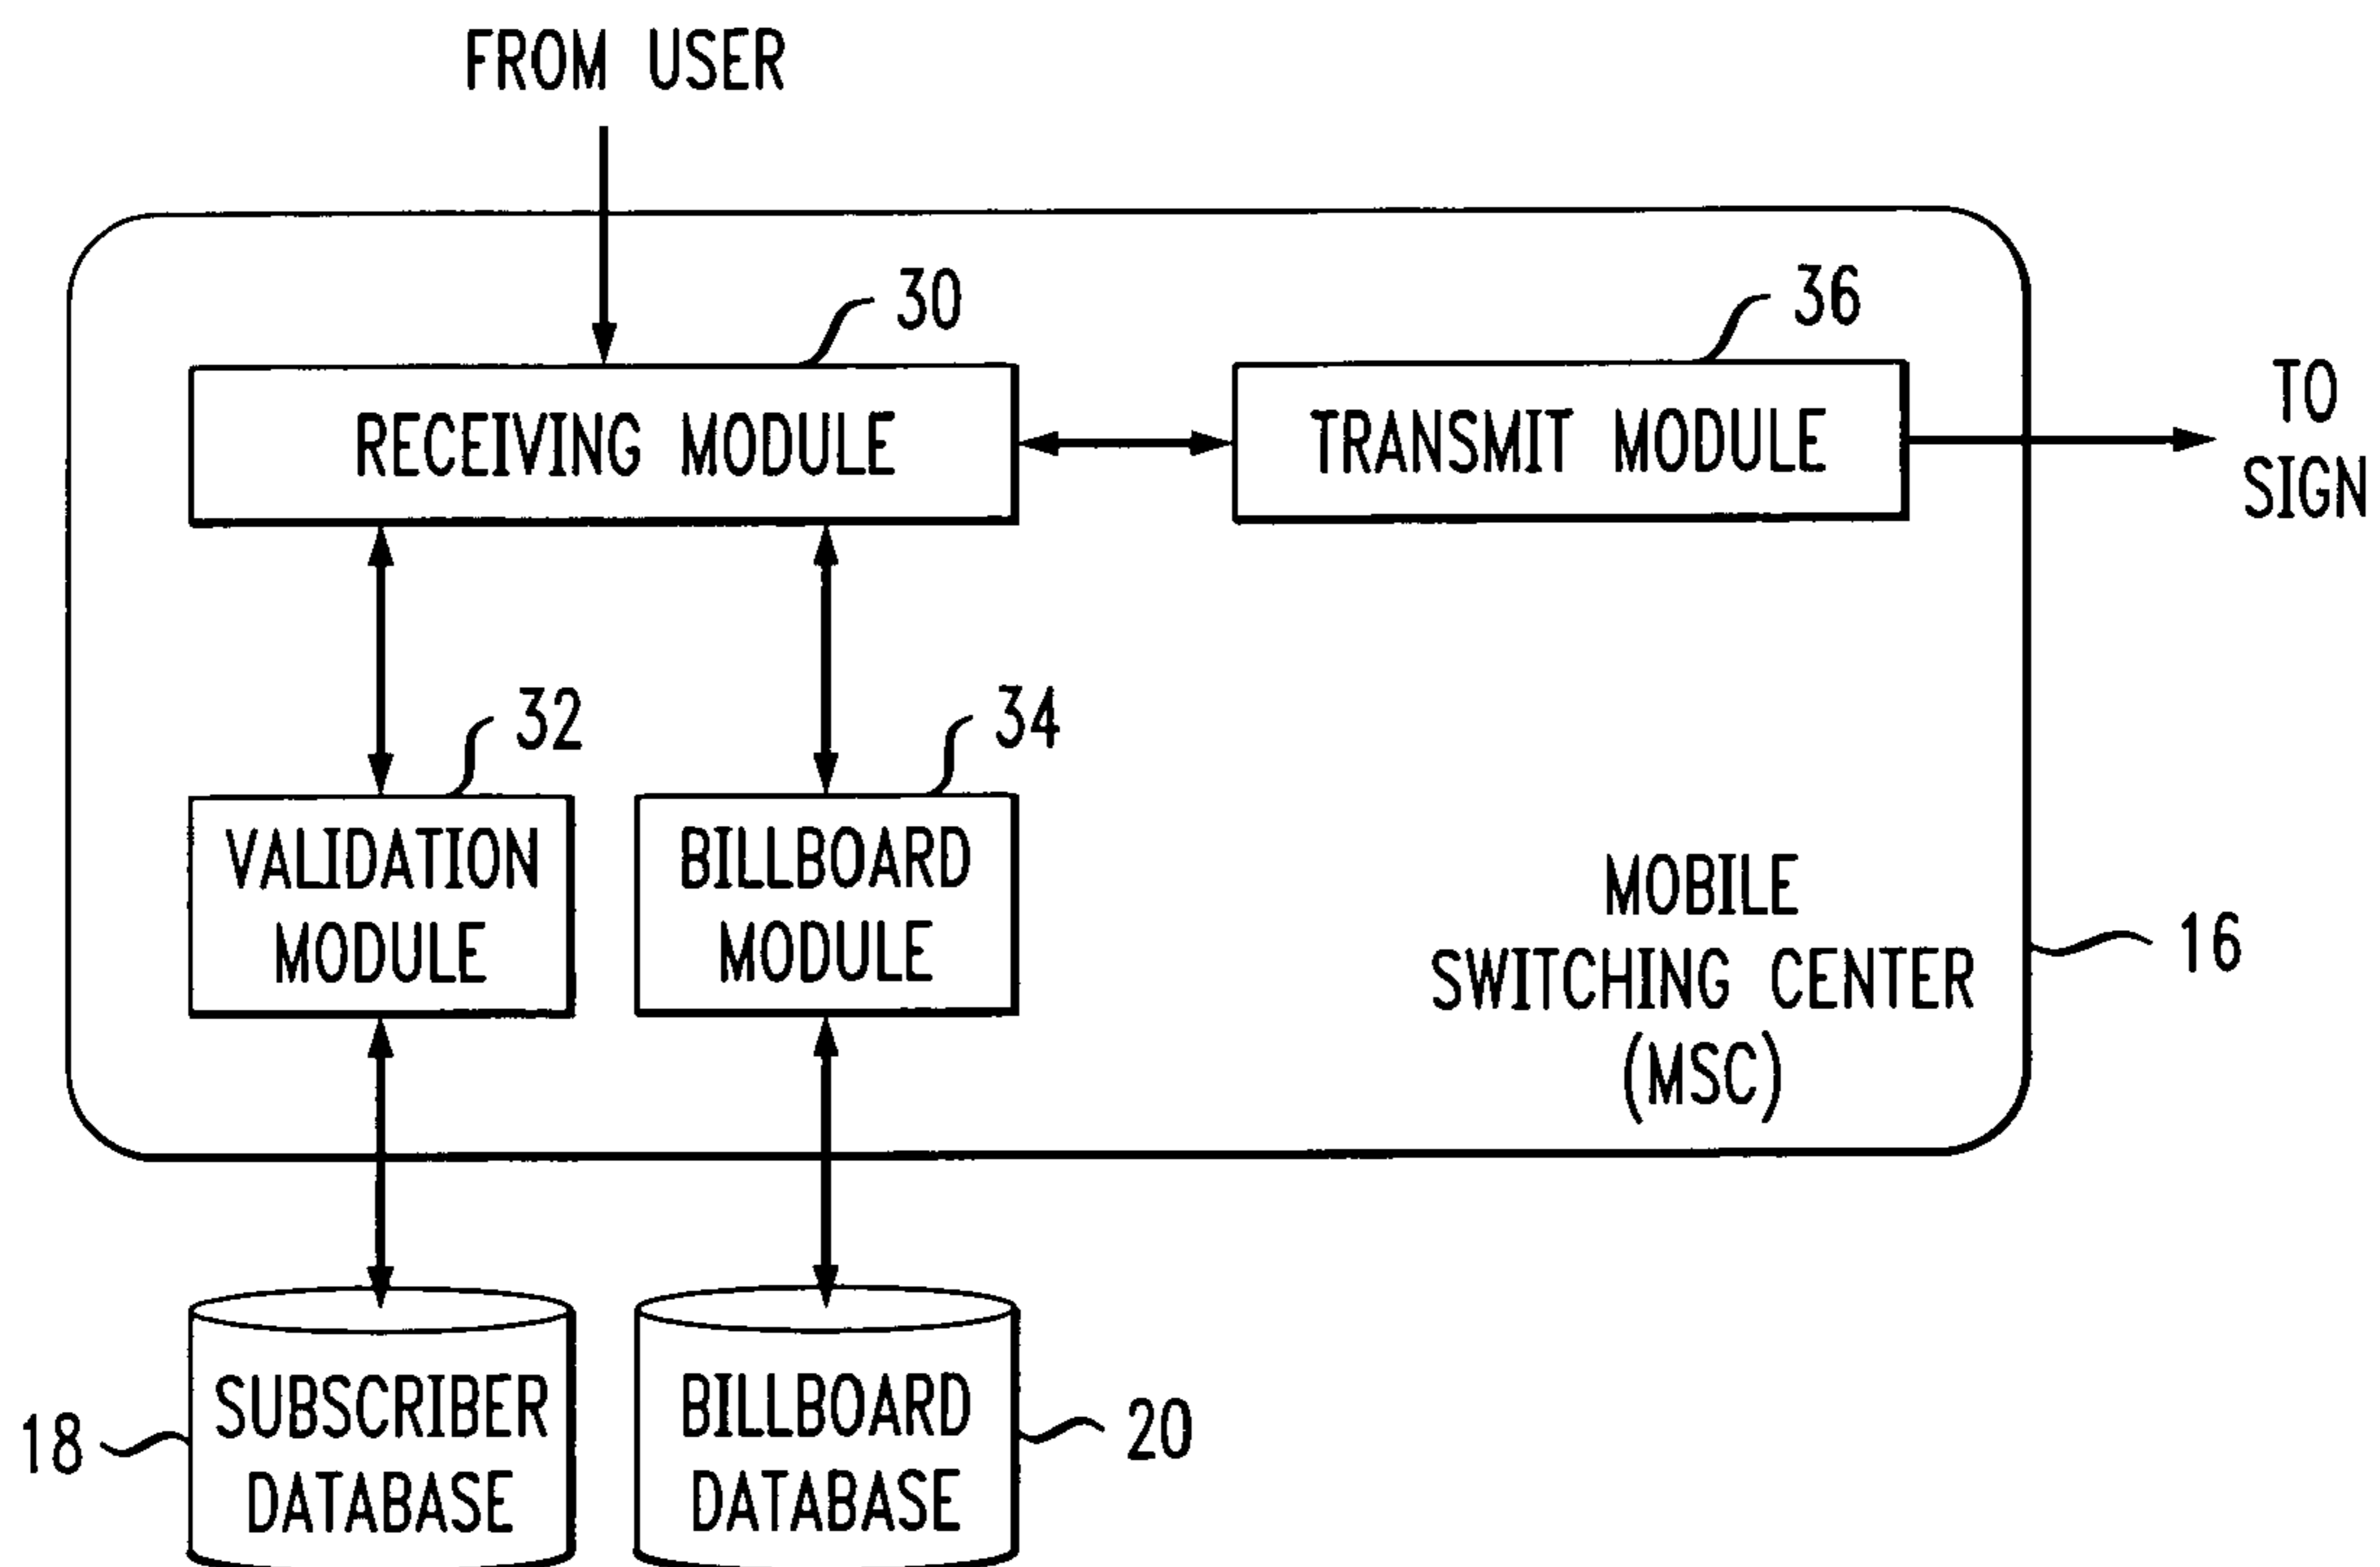 FROM USER
30
36
RECEIVING MODULE
TRANSMIT MODULE
TO
SIGN
32
34
VALIDATION
MODULE
BILLBOARD
MODULE
MOBILE
SWITCHING CENTER
(MSC)
16
18
SUBSCRIBER
DATABASE
BILLBOARD
DATABASE
20